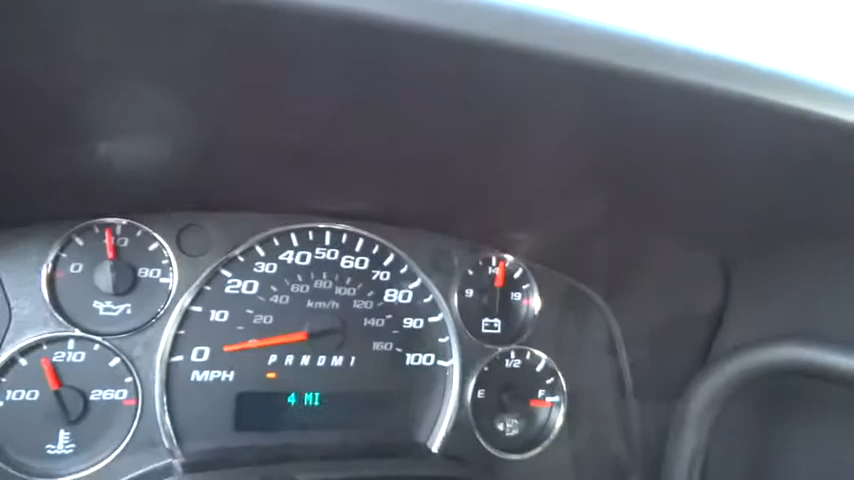 0 40 80
100 210 260
0 10 20 30 40 50 60 70 80 90 100
20 40 60 80 100 120 140 160
km/h
MPH
P R N D M 1
4 MI
9 14 19
E 1/2 F